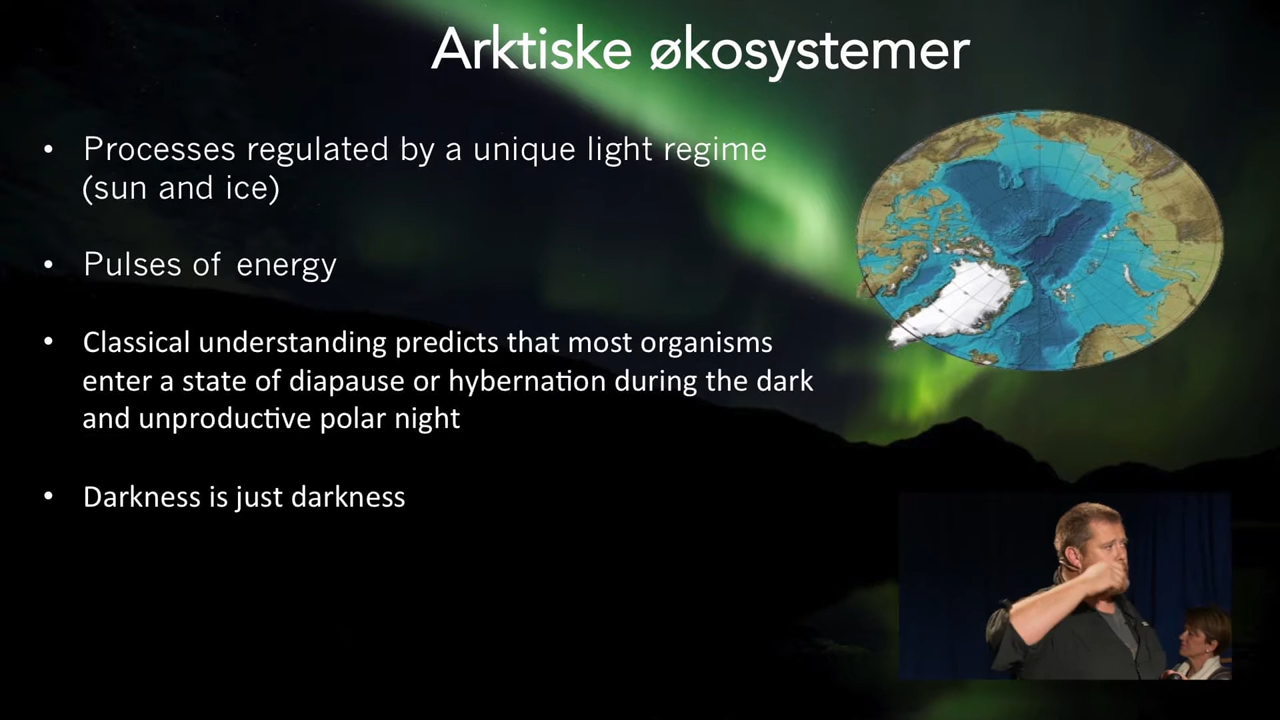 Arktiske økosystemer
• Processes regulated by a unique light regime
(sun and ice)
• Pulses of energy
• Classical understanding predicts that most organisms
enter a state of diapause or hybernation during the dark
and unproductive polar night
• Darkness is just darkness